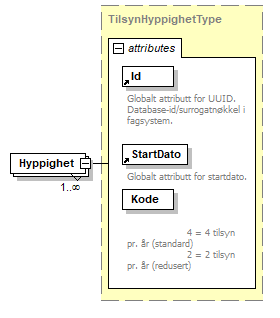 TilsynHyppighetType
attributes
Id
Globalt attributt for UUID.
Database-id/surrogatnøkkel i
fagsystem.
StartDato
Globalt attributt for startdato.
Hyppighet
1..∞
Kode
4 = 4 tilsyn
pr. år (standard)
2 = 2 tilsyn
pr. år (redusert)